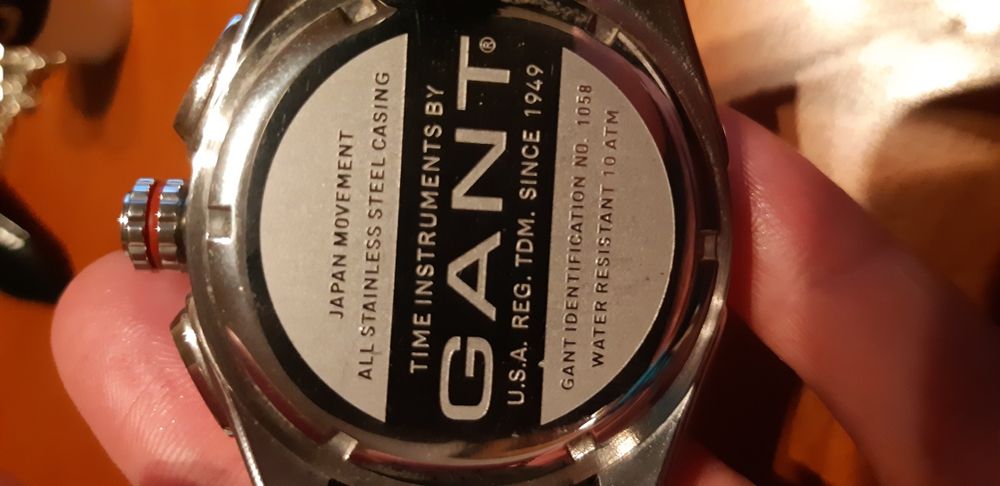 JAPAN MOVEMENT
ALL STAINLESS STEEL CASING
TIME INSTRUMENTS BY
GANT®
U.S.A. REG. TDM. SINCE 1949
GANT IDENTIFICATION NO. 1058
WATER RESISTANT 10 ATM